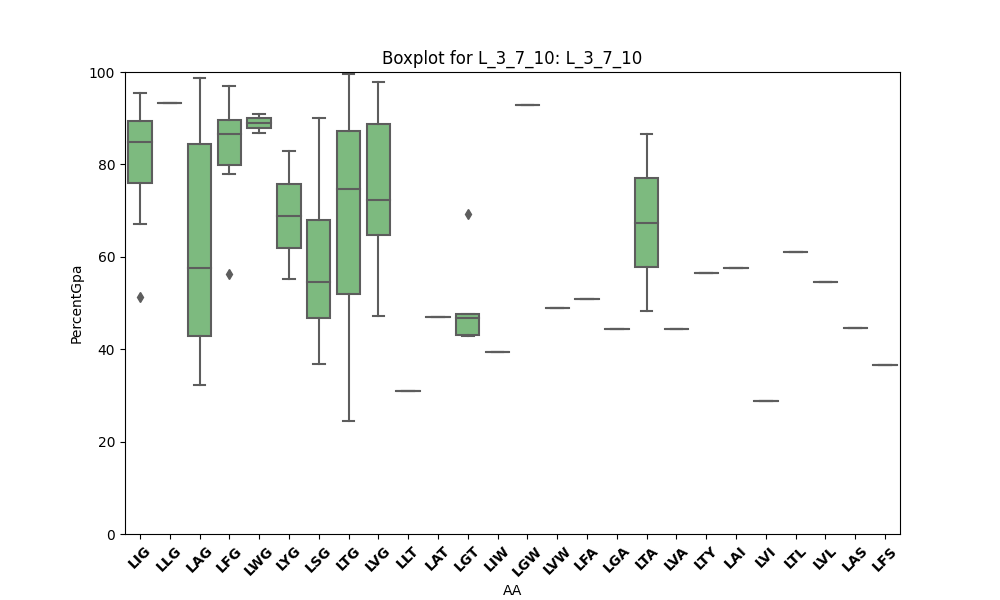 Boxplot for L_3_7_10: L_3_7_10
100
80
60
40
20
0
PercentGpa
LIG LLG LAG LFG LWG LYG LSG LTG LVG LLT LAT LGT LIW LGW LVW LFA LGA LTA LVA LTY LAI LVI LTL LVL LAS LFS
AA